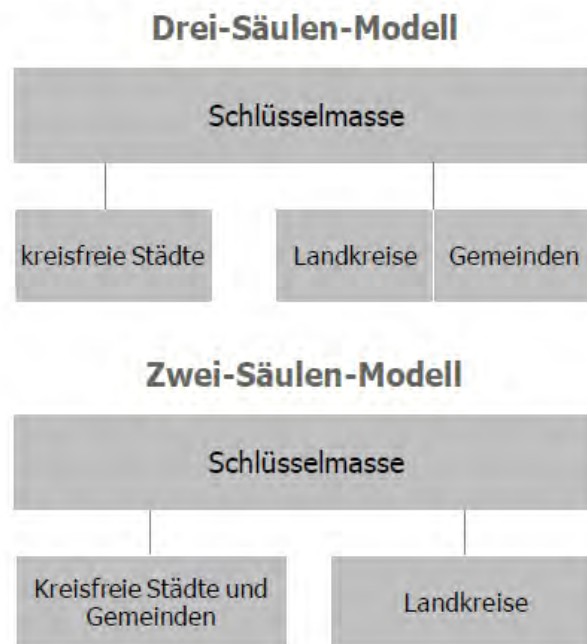 Drei-Säulen-Modell
Schlüsselmasse
kreisfreie Städte
Landkreise
Gemeinden
Zwei-Säulen-Modell
Schlüsselmasse
Kreisfreie Städte und
Gemeinden
Landkreise